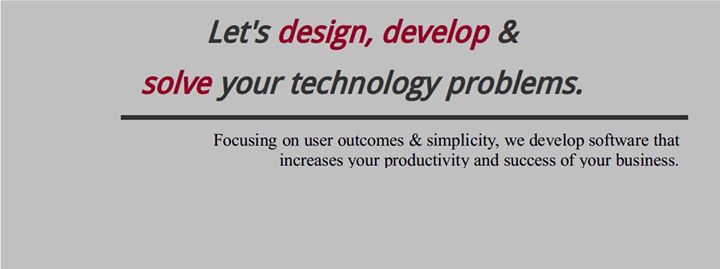 Let's design, develop &
solve your technology problems.
Focusing on user outcomes & simplicity, we develop software that
increases your productivity and success of your business.